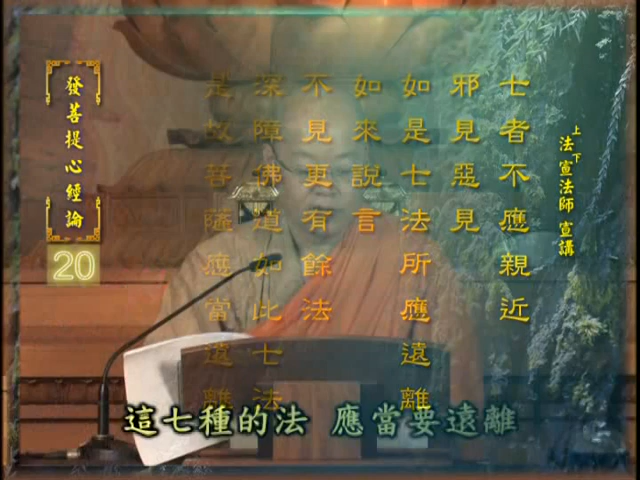 發菩提心經論
20
上下法宣法師 宣講
七者不應親近
邪見惡見
如是七法所應遠離
如來說言
不見更有餘法
深障佛道如此七法
是故菩薩應當遠離
這七種的法 應當要遠離